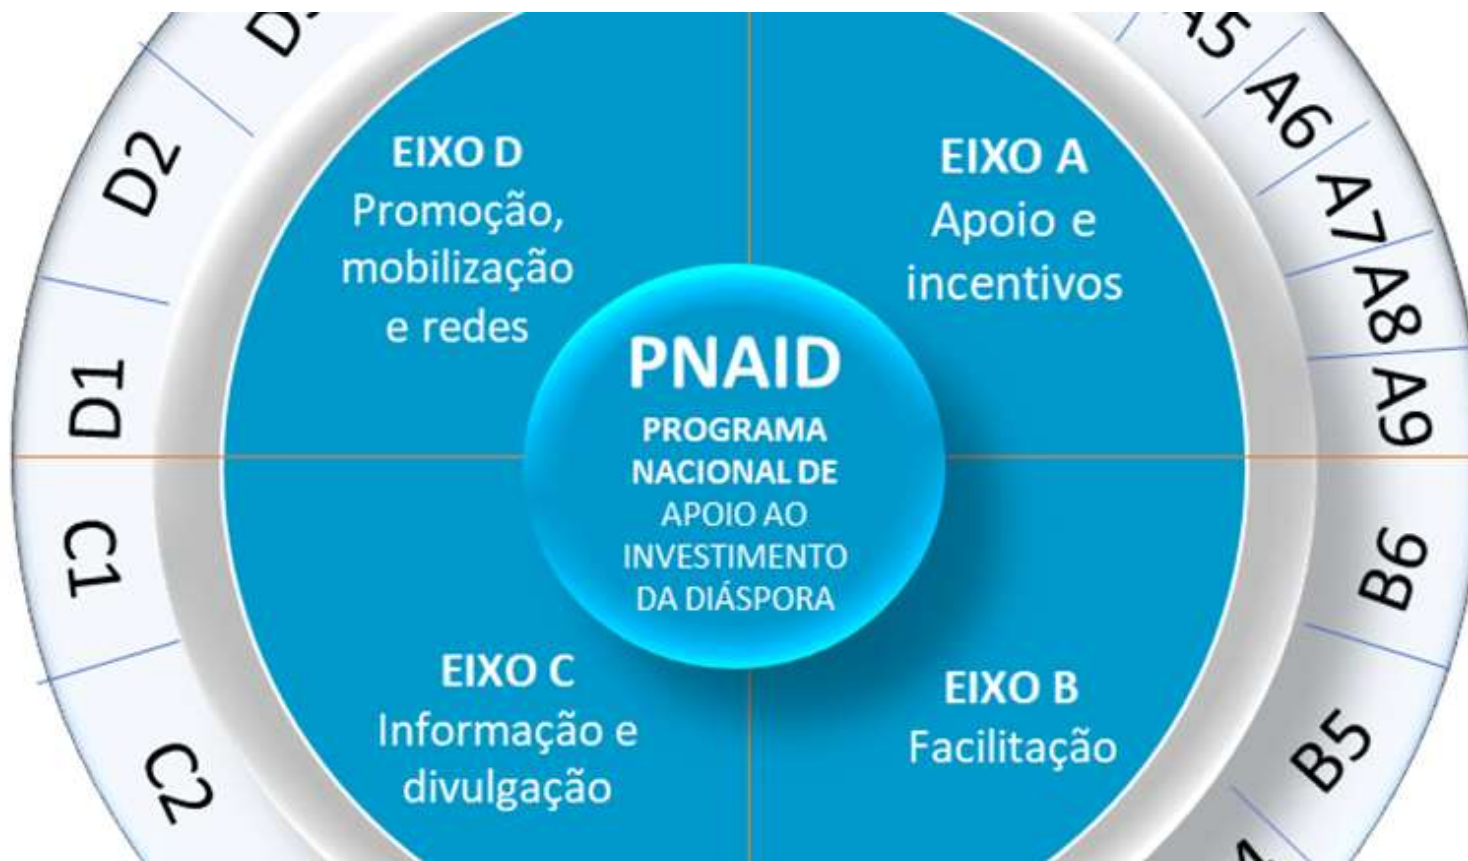 EIXO D
Promoção,
mobilização
e redes
EIXO A
Apoio e
incentivos
PNAID
PROGRAMA
NACIONAL DE
APOIO AO
INVESTIMENTO
DA DIÁSPORA
EIXO C
Informação e
divulgação
EIXO B
Facilitação
A5
A6
A7
A8
A9
B6
B5
C2
C1
D1
D2